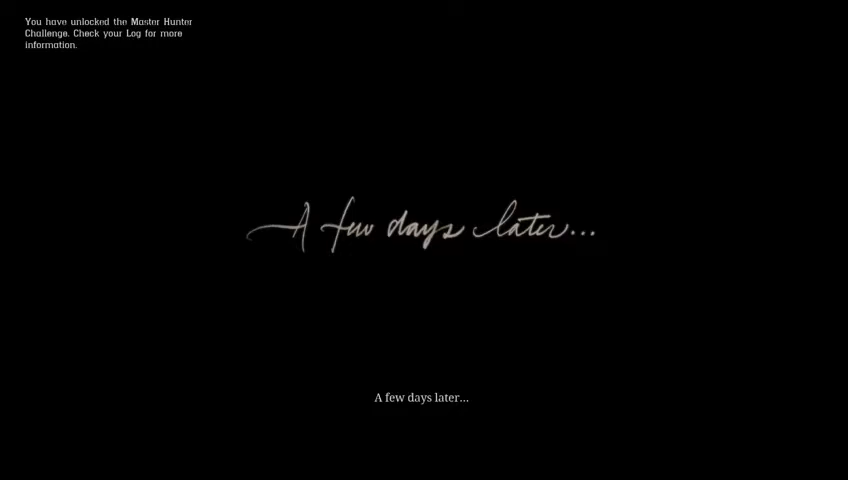 You have unlocked the Master Hunter
Challenge. Check your Log for more
information.
A few days later...
A few days later...